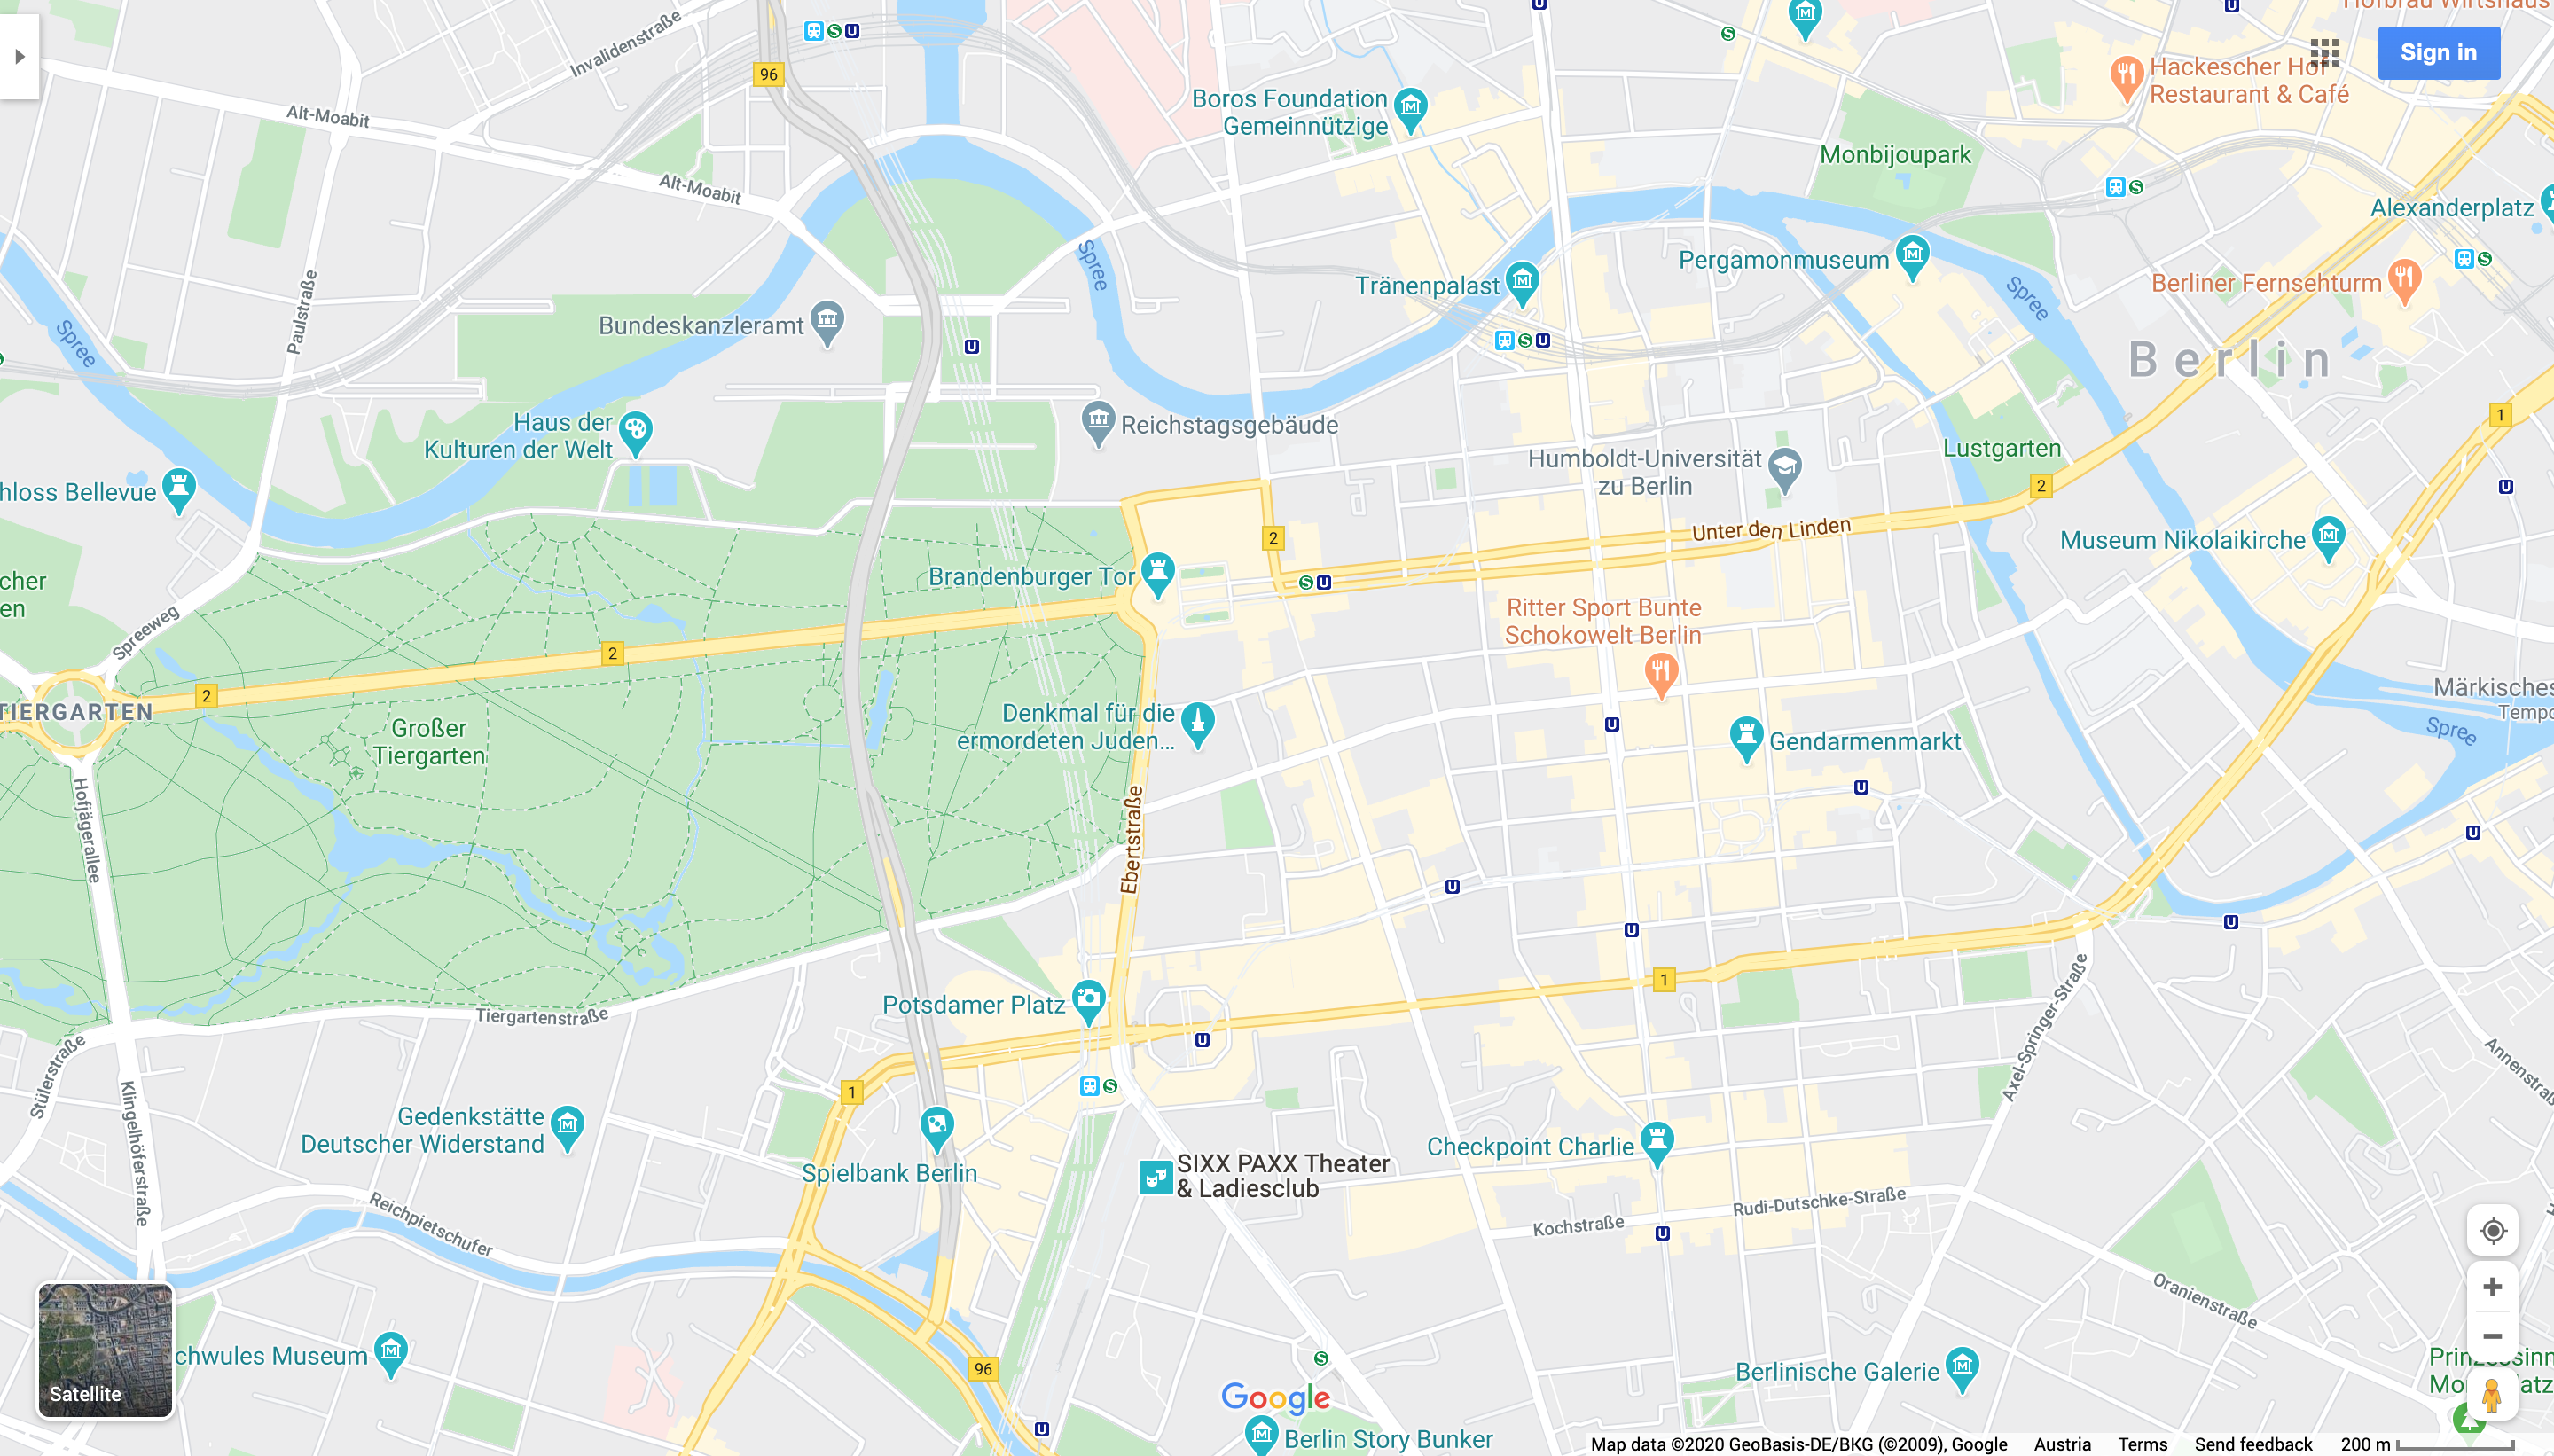 Hofbräu Wirtshaus
Sign in
Invalidenstraße
96
Hackescher Hof
Restaurant & Café
Boros Foundation
Gemeinnützige
Alt-Moabit
Monbijoupark
Alt-Moabit
Alexanderplatz
Spree
Pergamonmuseum
Tränenpalast
Berliner Fernsehturm
Spree
Paulstraße
Bundeskanzleramt
Spree
Berlin
1
Haus der
Kulturen der Welt
Reichstagsgebäude
Humboldt-Universität
zu Berlin
Lustgarten
hloss Bellevue
2
2
Unter den Linden
Museum Nikolaikirche
Brandenburger Tor
cher
en
Ritter Sport Bunte
Schokowelt Berlin
Spreeweg
2
2
TIERGARTEN
Märkisches
Tempo
Großer
Tiergarten
Denkmal für die
ermordeten Juden...
Gendarmenmarkt
Spree
Hofjägerallee
Ebertstraße
1
Potsdamer Platz
Tiergartenstraße
Axel-Springer-Straße
Stülerstraße
Annenstraß
1
Klingelhöferstraße
Gedenkstätte
Deutscher Widerstand
Spielbank Berlin
SIXX PAXX Theater
& Ladiesclub
Checkpoint Charlie
Rudi-Dutschke-Straße
Kochstraße
Reichpietschufer
Oranienstraße
Satellite
chwules Museum
96
Google
Berlinische Galerie
Prinzessinn
Berlin Story Bunker
Map data ©2020 GeoBasis-DE/BKG (©2009), Google Austria Terms Send feedback 200 m